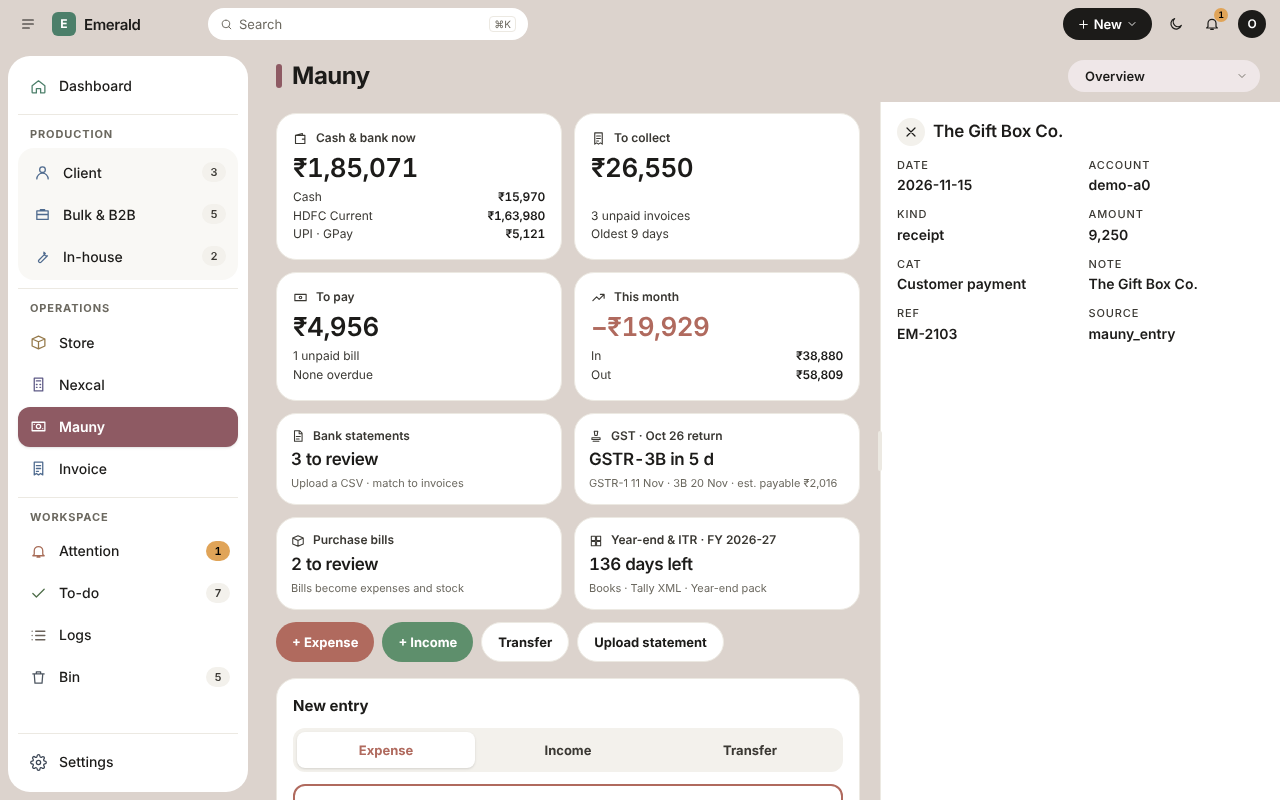 E Emerald
Search ⌘K
+ New
1
O
Dashboard
PRODUCTION
Client 3
Bulk & B2B 5
In-house 2
OPERATIONS
Store
Nexcal
Mauny
Invoice
WORKSPACE
Attention 1
To-do 7
Logs
Bin 5
Settings
Mauny
Overview
Cash & bank now
₹1,85,071
Cash ₹15,970
HDFC Current ₹1,63,980
UPI · GPay ₹5,121
To collect
₹26,550
3 unpaid invoices
Oldest 9 days
To pay
₹4,956
1 unpaid bill
None overdue
This month
−₹19,929
In ₹38,880
Out ₹58,809
Bank statements
3 to review
Upload a CSV · match to invoices
GST · Oct 26 return
GSTR-3B in 5 d
GSTR-1 11 Nov · 3B 20 Nov · est. payable ₹2,016
Purchase bills
2 to review
Bills become expenses and stock
Year-end & ITR · FY 2026-27
136 days left
Books · Tally XML · Year-end pack
+ Expense
+ Income
Transfer
Upload statement
New entry
Expense
Income
Transfer
The Gift Box Co.
DATE
2026-11-15
ACCOUNT
demo-a0
KIND
receipt
AMOUNT
9,250
CAT
Customer payment
NOTE
The Gift Box Co.
REF
EM-2103
SOURCE
mauny_entry